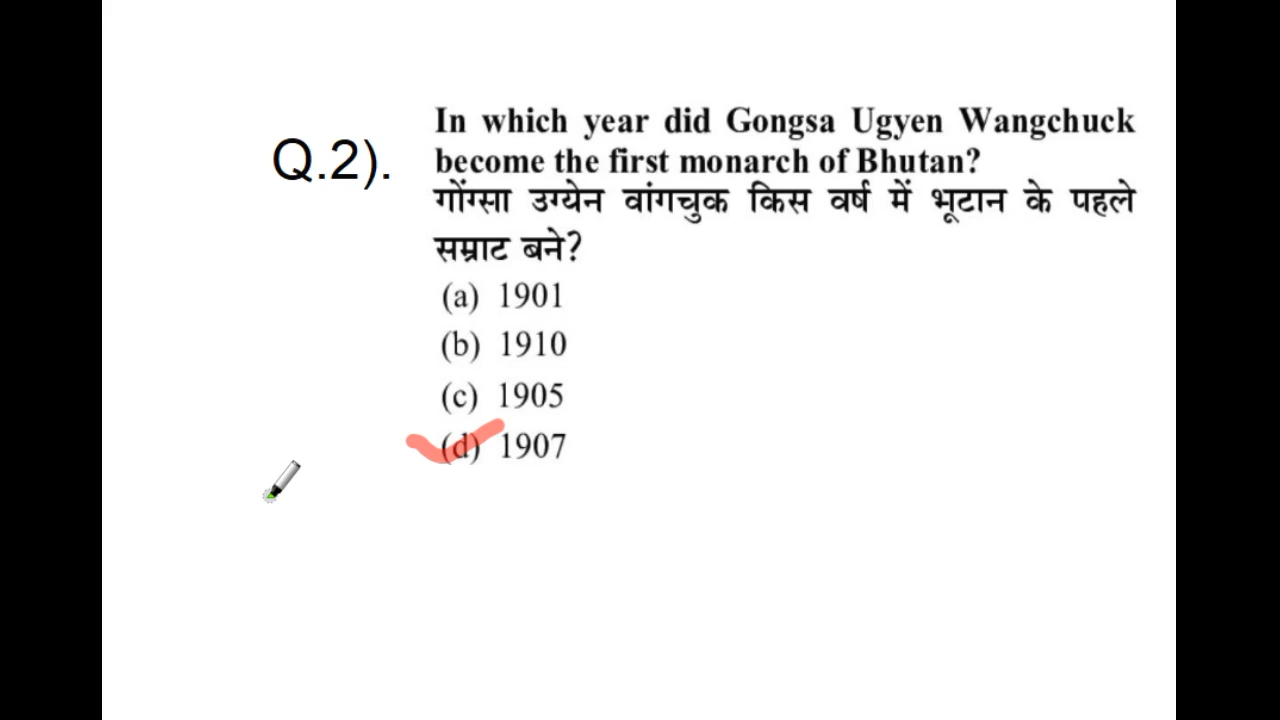 Q.2).
In which year did Gongsa Ugyen Wangchuck
become the first monarch of Bhutan?
गोंग्सा उग्येन वांगचुक किस वर्ष में भूटान के पहले
सम्राट बने?
(a) 1901
(b) 1910
(c) 1905
(d) 1907